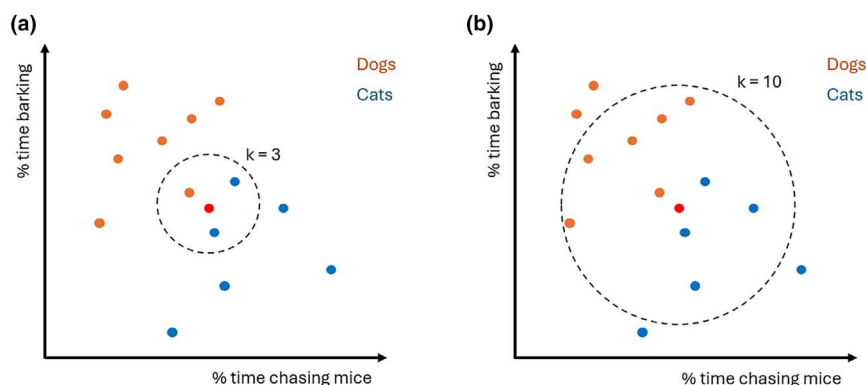 (a)
% time barking
Dogs
Cats
k = 3
% time chasing mice
(b)
% time barking
Dogs
Cats
k = 10
% time chasing mice